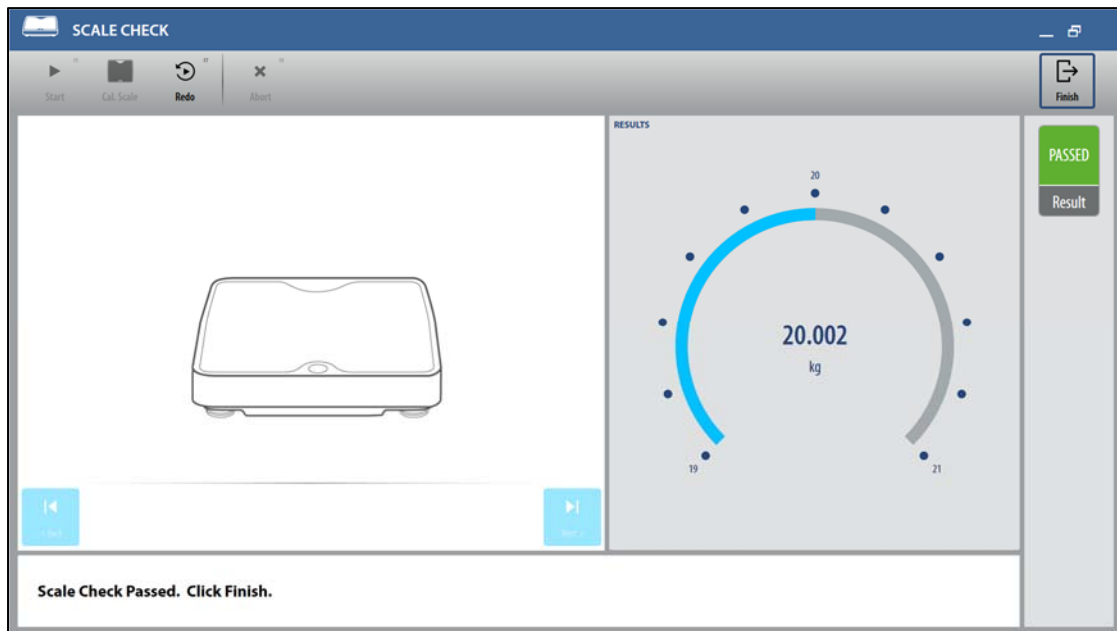 SCALE CHECK
Start
Cal. Scale
Redo
Abort
Finish
RESULTS
20
19
21
20.002
kg
PASSED
Result
Scale Check Passed. Click Finish.